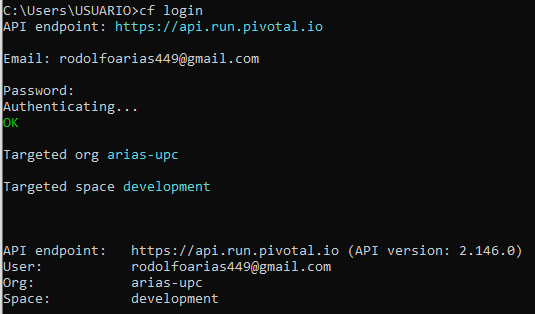 C:\Users\USUARIO>cf login
API endpoint: https://api.run.pivotal.io
Email: rodolfoarias449@gmail.com
Password:
Authenticating...
OK
Targeted org arias-upc
Targeted space development
API endpoint: https://api.run.pivotal.io (API version: 2.146.0)
User: rodolfoarias449@gmail.com
Org: arias-upc
Space: development